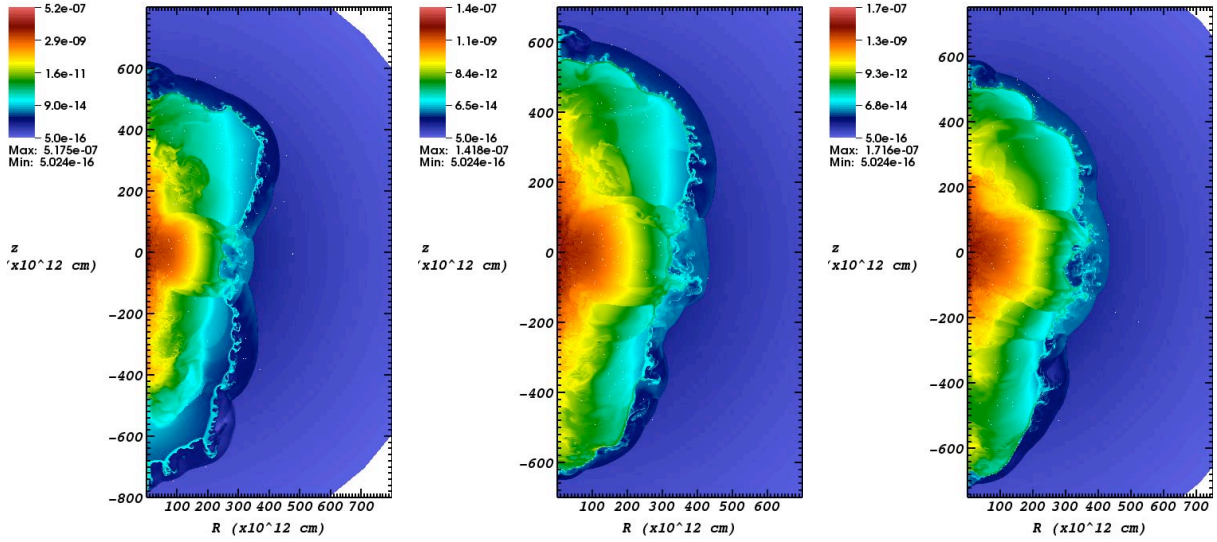 5.2e-07
2.9e-09
1.6e-11
9.0e-14
5.0e-16
Max: 5.175e-07
Min: 5.024e-16
600
400
200
0
-200
-400
-600
-800
z
(x10^12 cm)
100 200 300 400 500 600 700
R (x10^12 cm)
1.4e-07
1.1e-09
8.4e-12
6.5e-14
5.0e-16
Max: 1.418e-07
Min: 5.024e-16
600
400
200
0
-200
-400
-600
z
(x10^12 cm)
100 200 300 400 500 600
R (x10^12 cm)
1.7e-07
1.3e-09
9.3e-12
6.8e-14
5.0e-16
Max: 1.716e-07
Min: 5.024e-16
600
400
200
0
-200
-400
-600
z
(x10^12 cm)
100 200 300 400 500 600 700
R (x10^12 cm)